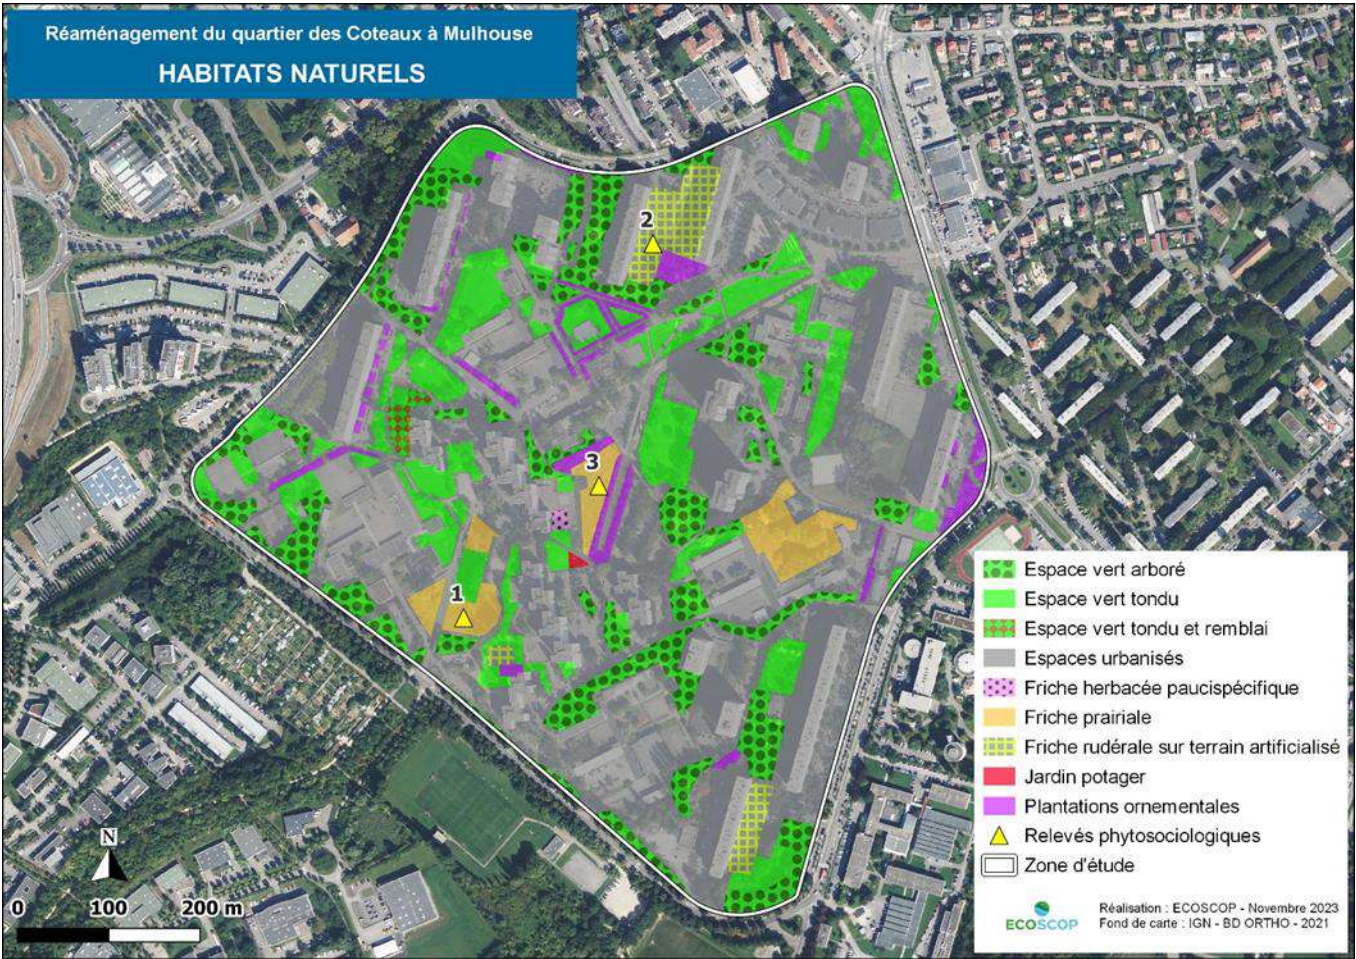 Réaménagement du quartier des Coteaux à Mulhouse
HABITATS NATURELS
2
3
1
Espace vert arboré
Espace vert tondu
Espace vert tondu et remblai
Espaces urbanisés
Friche herbacée paucispécifique
Friche prairiale
Friche rudérale sur terrain artificialisé
Jardin potager
Plantations ornementales
Relevés phytosociologiques
Zone d'étude
N
0 100 200 m
ECOSCOP
Réalisation : ECOSCOP - Novembre 2023
Fond de carte : IGN - BD ORTHO - 2021